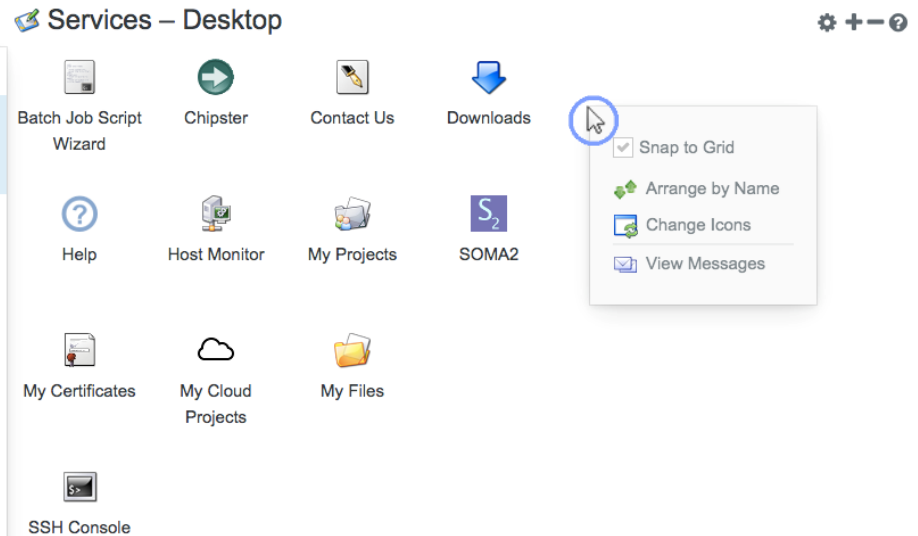 Services – Desktop
Batch Job Script
Wizard
Chipster
Contact Us
Downloads
Snap to Grid
Arrange by Name
Change Icons
View Messages
Help
Host Monitor
My Projects
S2
SOMA2
My Certificates
My Cloud
Projects
My Files
$>
SSH Console